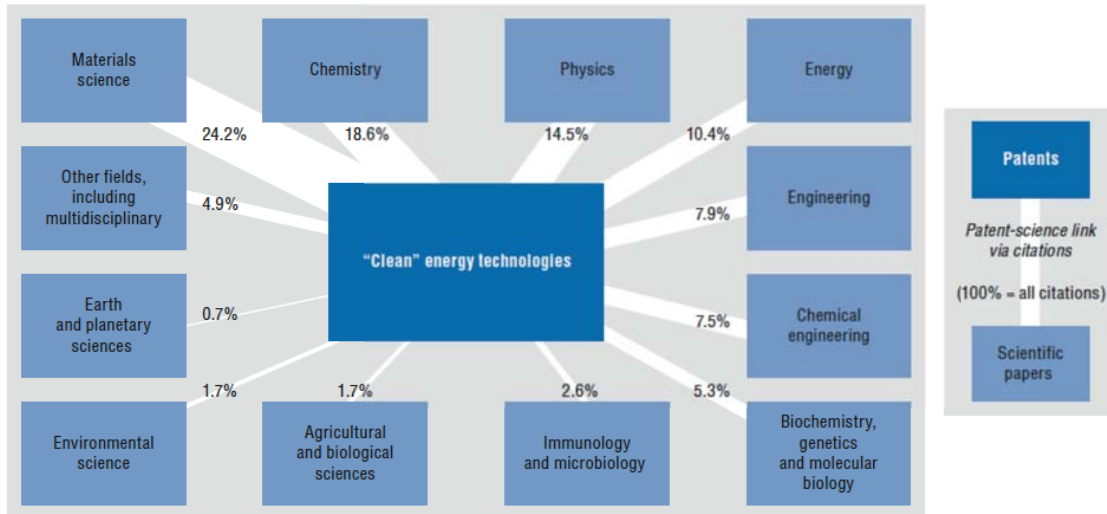 Materials
science
Chemistry
Physics
Energy
24.2%
18.6%
14.5%
10.4%
Other fields,
including
multidisciplinary
4.9%
7.9%
Engineering
“Clean” energy technologies
Earth
and planetary
sciences
0.7%
7.5%
Chemical
engineering
1.7%
1.7%
2.6%
5.3%
Environmental
science
Agricultural
and biological
sciences
Immunology
and microbiology
Biochemistry,
genetics
and molecular
biology
Patents
Patent-science link
via citations
(100% = all citations)
Scientific
papers